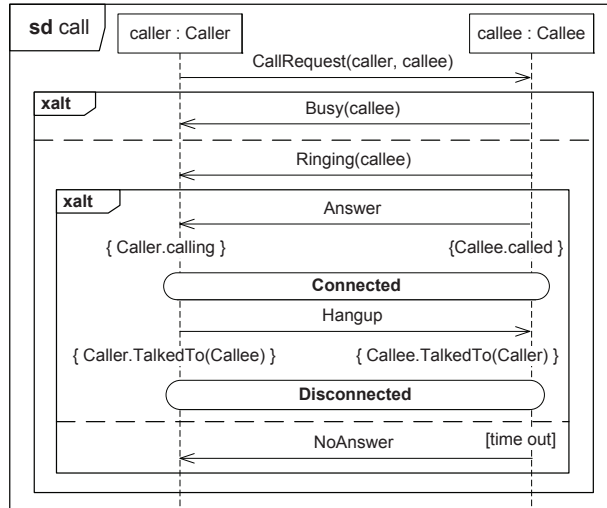 sd call
caller : Caller
callee : Callee
CallRequest(caller, callee)
xalt
Busy(callee)
Ringing(callee)
xalt
Answer
{ Caller.calling }
{Callee.called }
Connected
Hangup
{ Caller.TalkedTo(Callee) }
{ Callee.TalkedTo(Caller) }
Disconnected
NoAnswer
[time out]